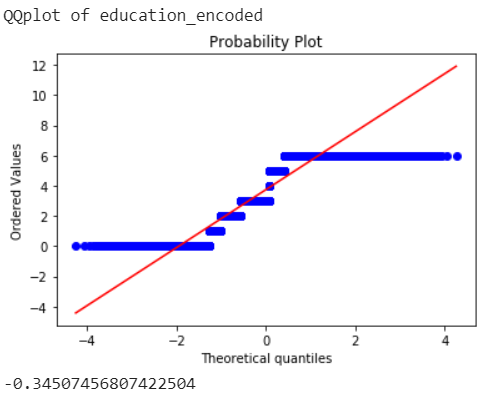 QQplot of education_encoded
Probability Plot
12
10
8
6
4
2
0
−2
−4
Ordered Values
−4 −2 0 2 4
Theoretical quantiles
-0.34507456807422504